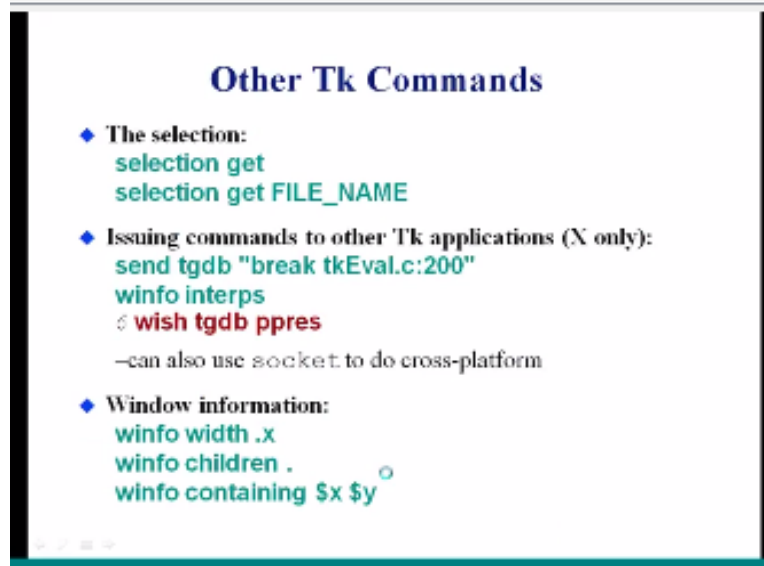 Other Tk Commands
The selection:
selection get
selection get FILE_NAME
Issuing commands to other Tk applications (X only):
send tgdb "break tkEval.c:200"
winfo interps
6 wish tgdb ppres
–can also use socket to do cross-platform
Window information:
winfo width .x
winfo children .
winfo containing $x $y